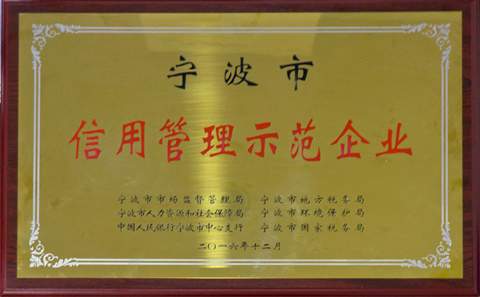 宁波市
信用管理示范企业
宁波市市场监督管理局 宁波市地方税务局
宁波市人力资源和社会保障局 宁波市环境保护局
中国人民银行宁波市中心支行 宁波市国家税务局
二〇一六年十二月